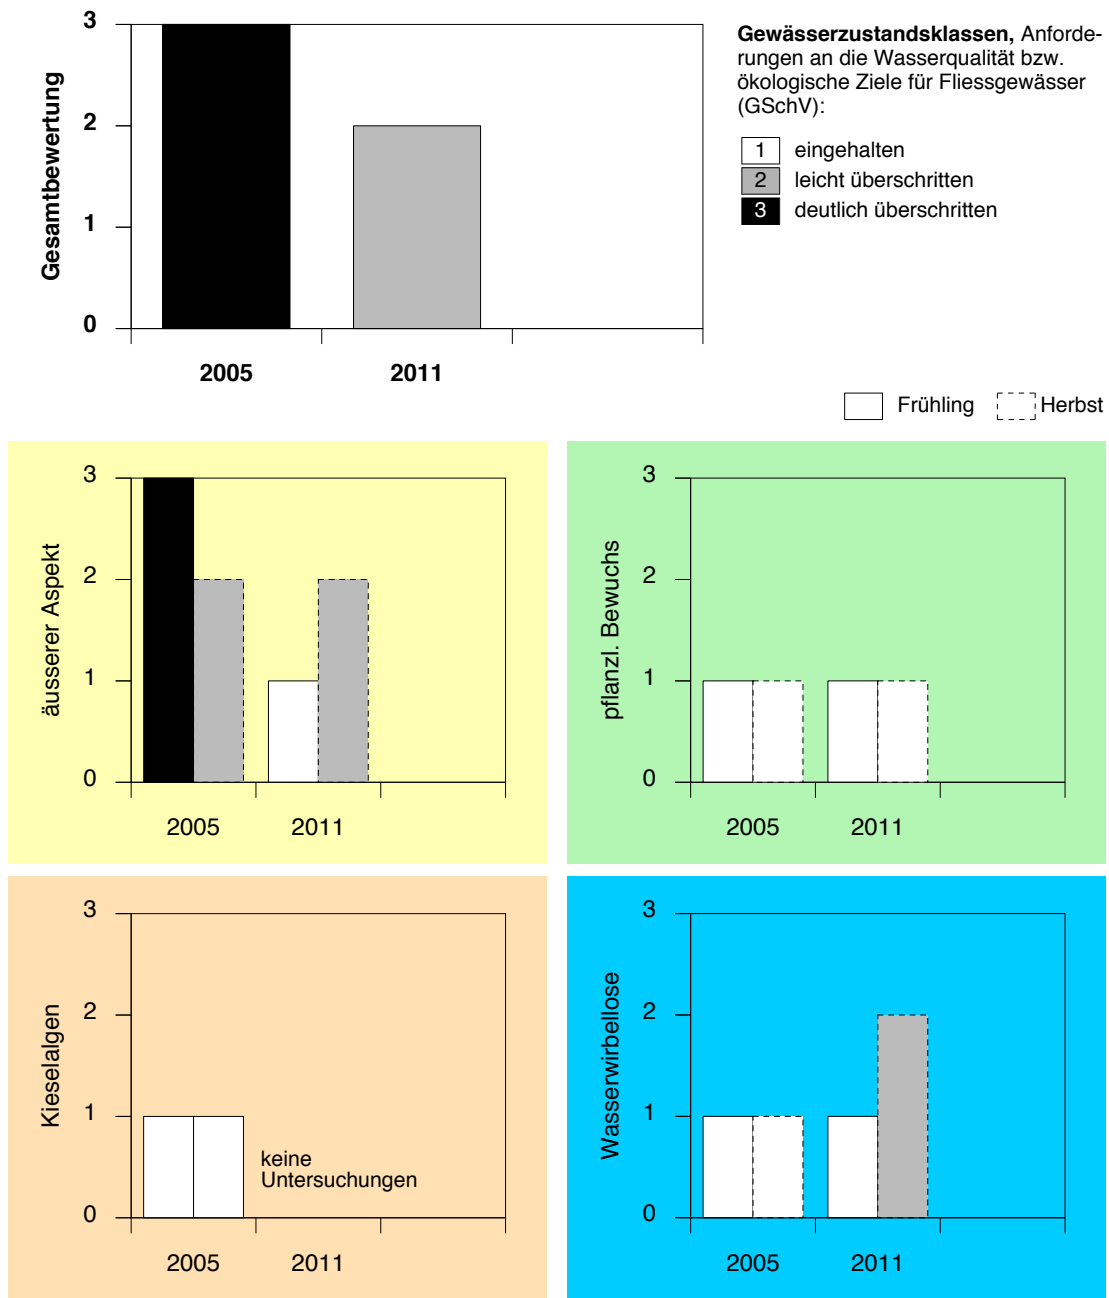 Gesamtbewertung
3
2
1
0
2005 2011
Gewässerzustandsklassen, Anforde-
rungen an die Wasserqualität bzw.
ökologische Ziele für Fliessgewässer
(GSchV):
1 eingehalten
2 leicht überschritten
3 deutlich überschritten
Frühling Herbst
äusserer Aspekt
3
2
1
0
2005 2011
pflanzl. Bewuchs
3
2
1
0
2005 2011
Kieselalgen
3
2
1
0
keine
Untersuchungen
2005 2011
Wasserwirbellose
3
2
1
0
2005 2011